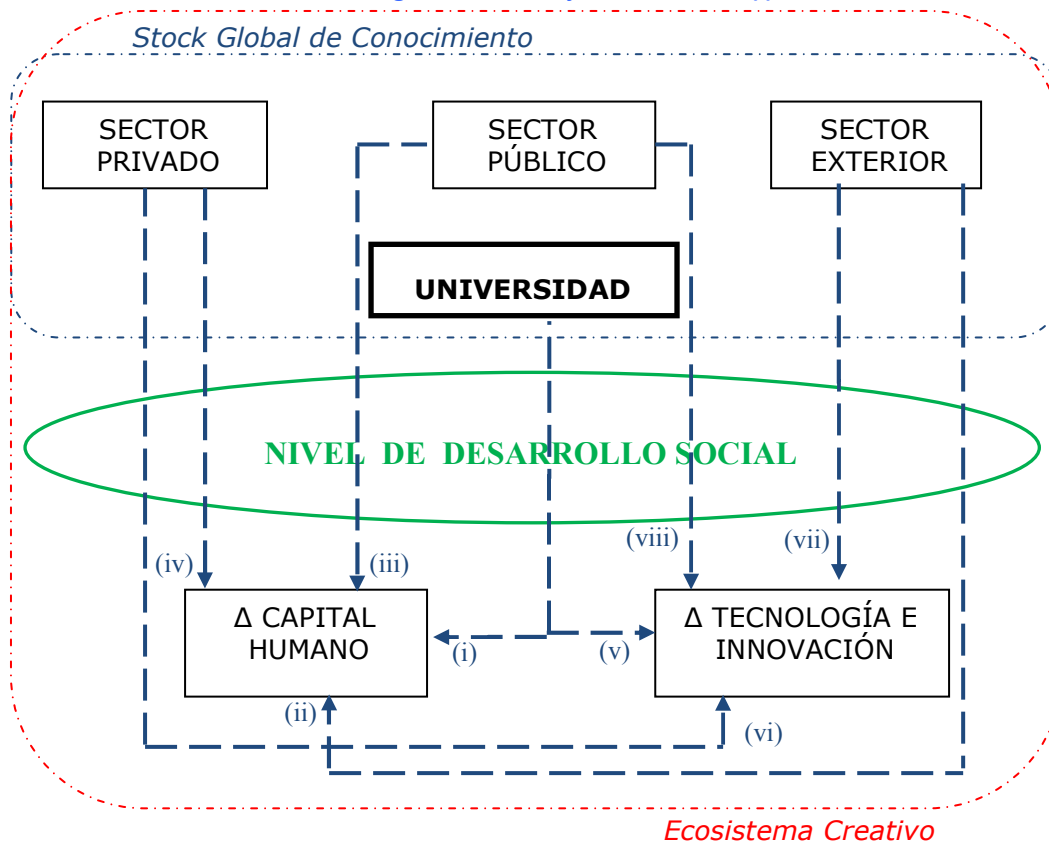 Stock Global de Conocimiento
SECTOR
PRIVADO
SECTOR
PÚBLICO
SECTOR
EXTERIOR
UNIVERSIDAD
NIVEL DE DESARROLLO SOCIAL
(iv)
(iii)
(viii)
(vii)
Δ CAPITAL
HUMANO
Δ TECNOLOGÍA E
INNOVACIÓN
(i)
(v)
(ii)
(vi)
Ecosistema Creativo